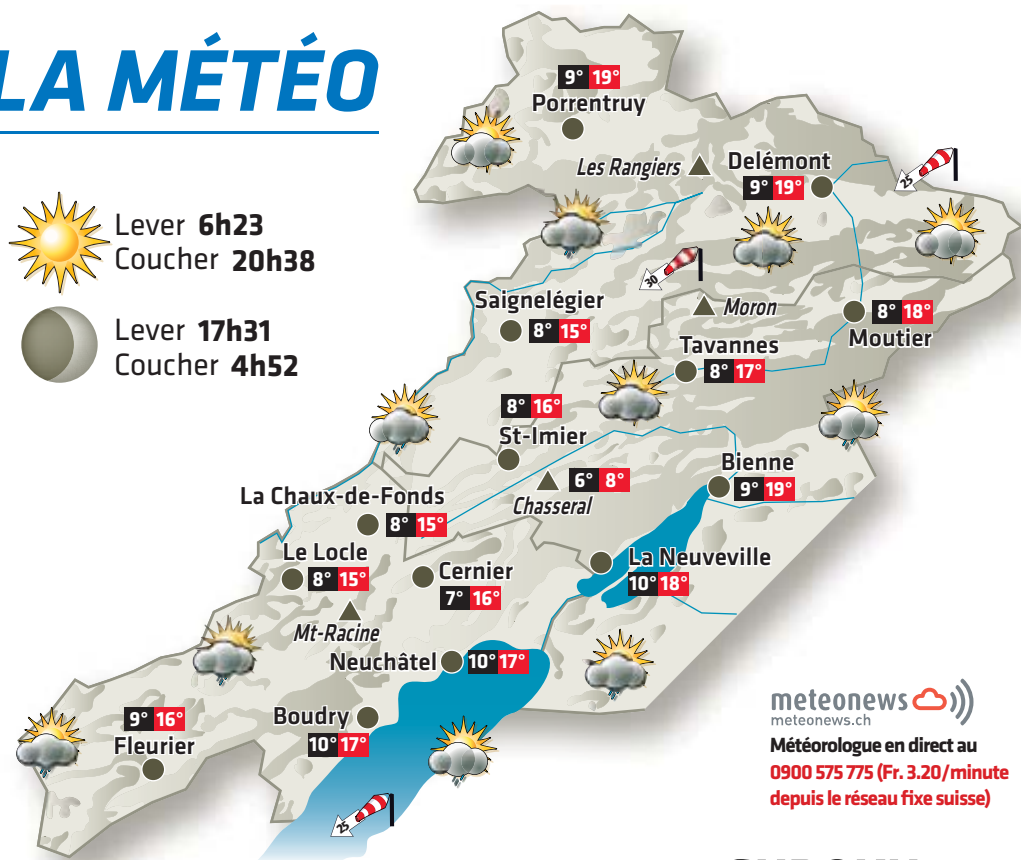 LA MÉTÉO
Lever 6h23
Coucher 20h38
Lever 17h31
Coucher 4h52
9° 19°
Porrentruy
Les Rangiers
Delémont
9° 19°
25
30
Saignelégier
8° 15°
Moron
8° 18°
Moutier
Tavannes
8° 17°
8° 16°
St-Imier
6° 8°
Chasseral
Bienne
9° 19°
La Chaux-de-Fonds
8° 15°
Le Locle
8° 15°
Cernier
7° 16°
La Neuveville
10° 18°
Mt-Racine
Neuchâtel 10° 17°
Boudry
10° 17°
9° 16°
Fleurier
25
meteonews
meteonews.ch
Météorologue en direct au
0900 575 775 (Fr. 3.20/minute
depuis le réseau fixe suisse)